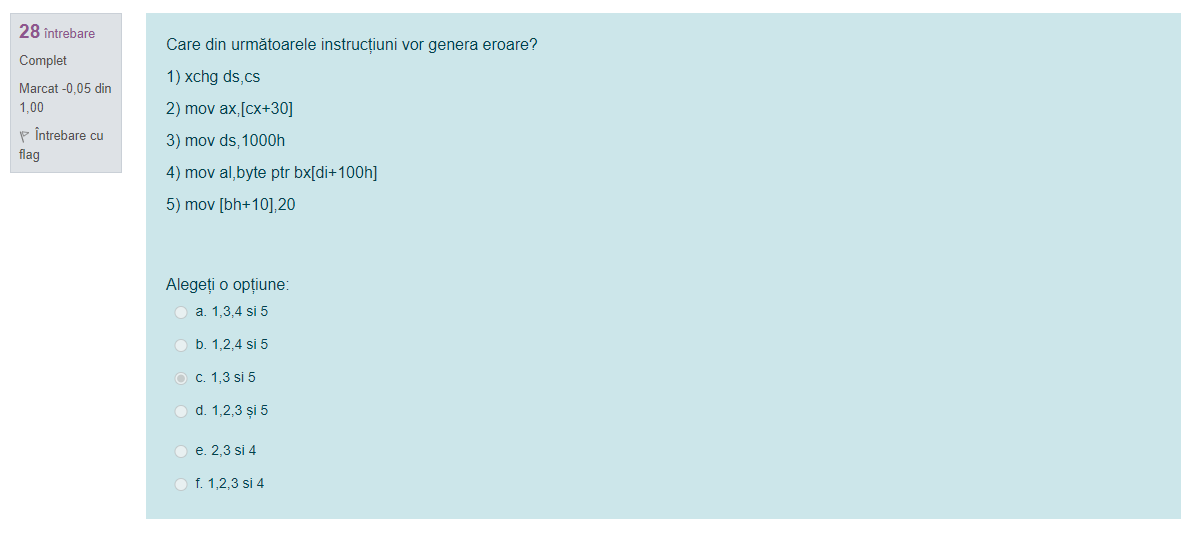 28 întrebare
Complet
Marcat -0,05 din
1,00
Întrebare cu
flag
Care din următoarele instrucțiuni vor genera eroare?
1) xchg ds,cs
2) mov ax,[cx+30]
3) mov ds,1000h
4) mov al,byte ptr bx[di+100h]
5) mov [bh+10],20
Alegeți o opțiune:
a. 1,3,4 si 5
b. 1,2,4 si 5
c. 1,3 si 5
d. 1,2,3 și 5
e. 2,3 si 4
f. 1,2,3 si 4